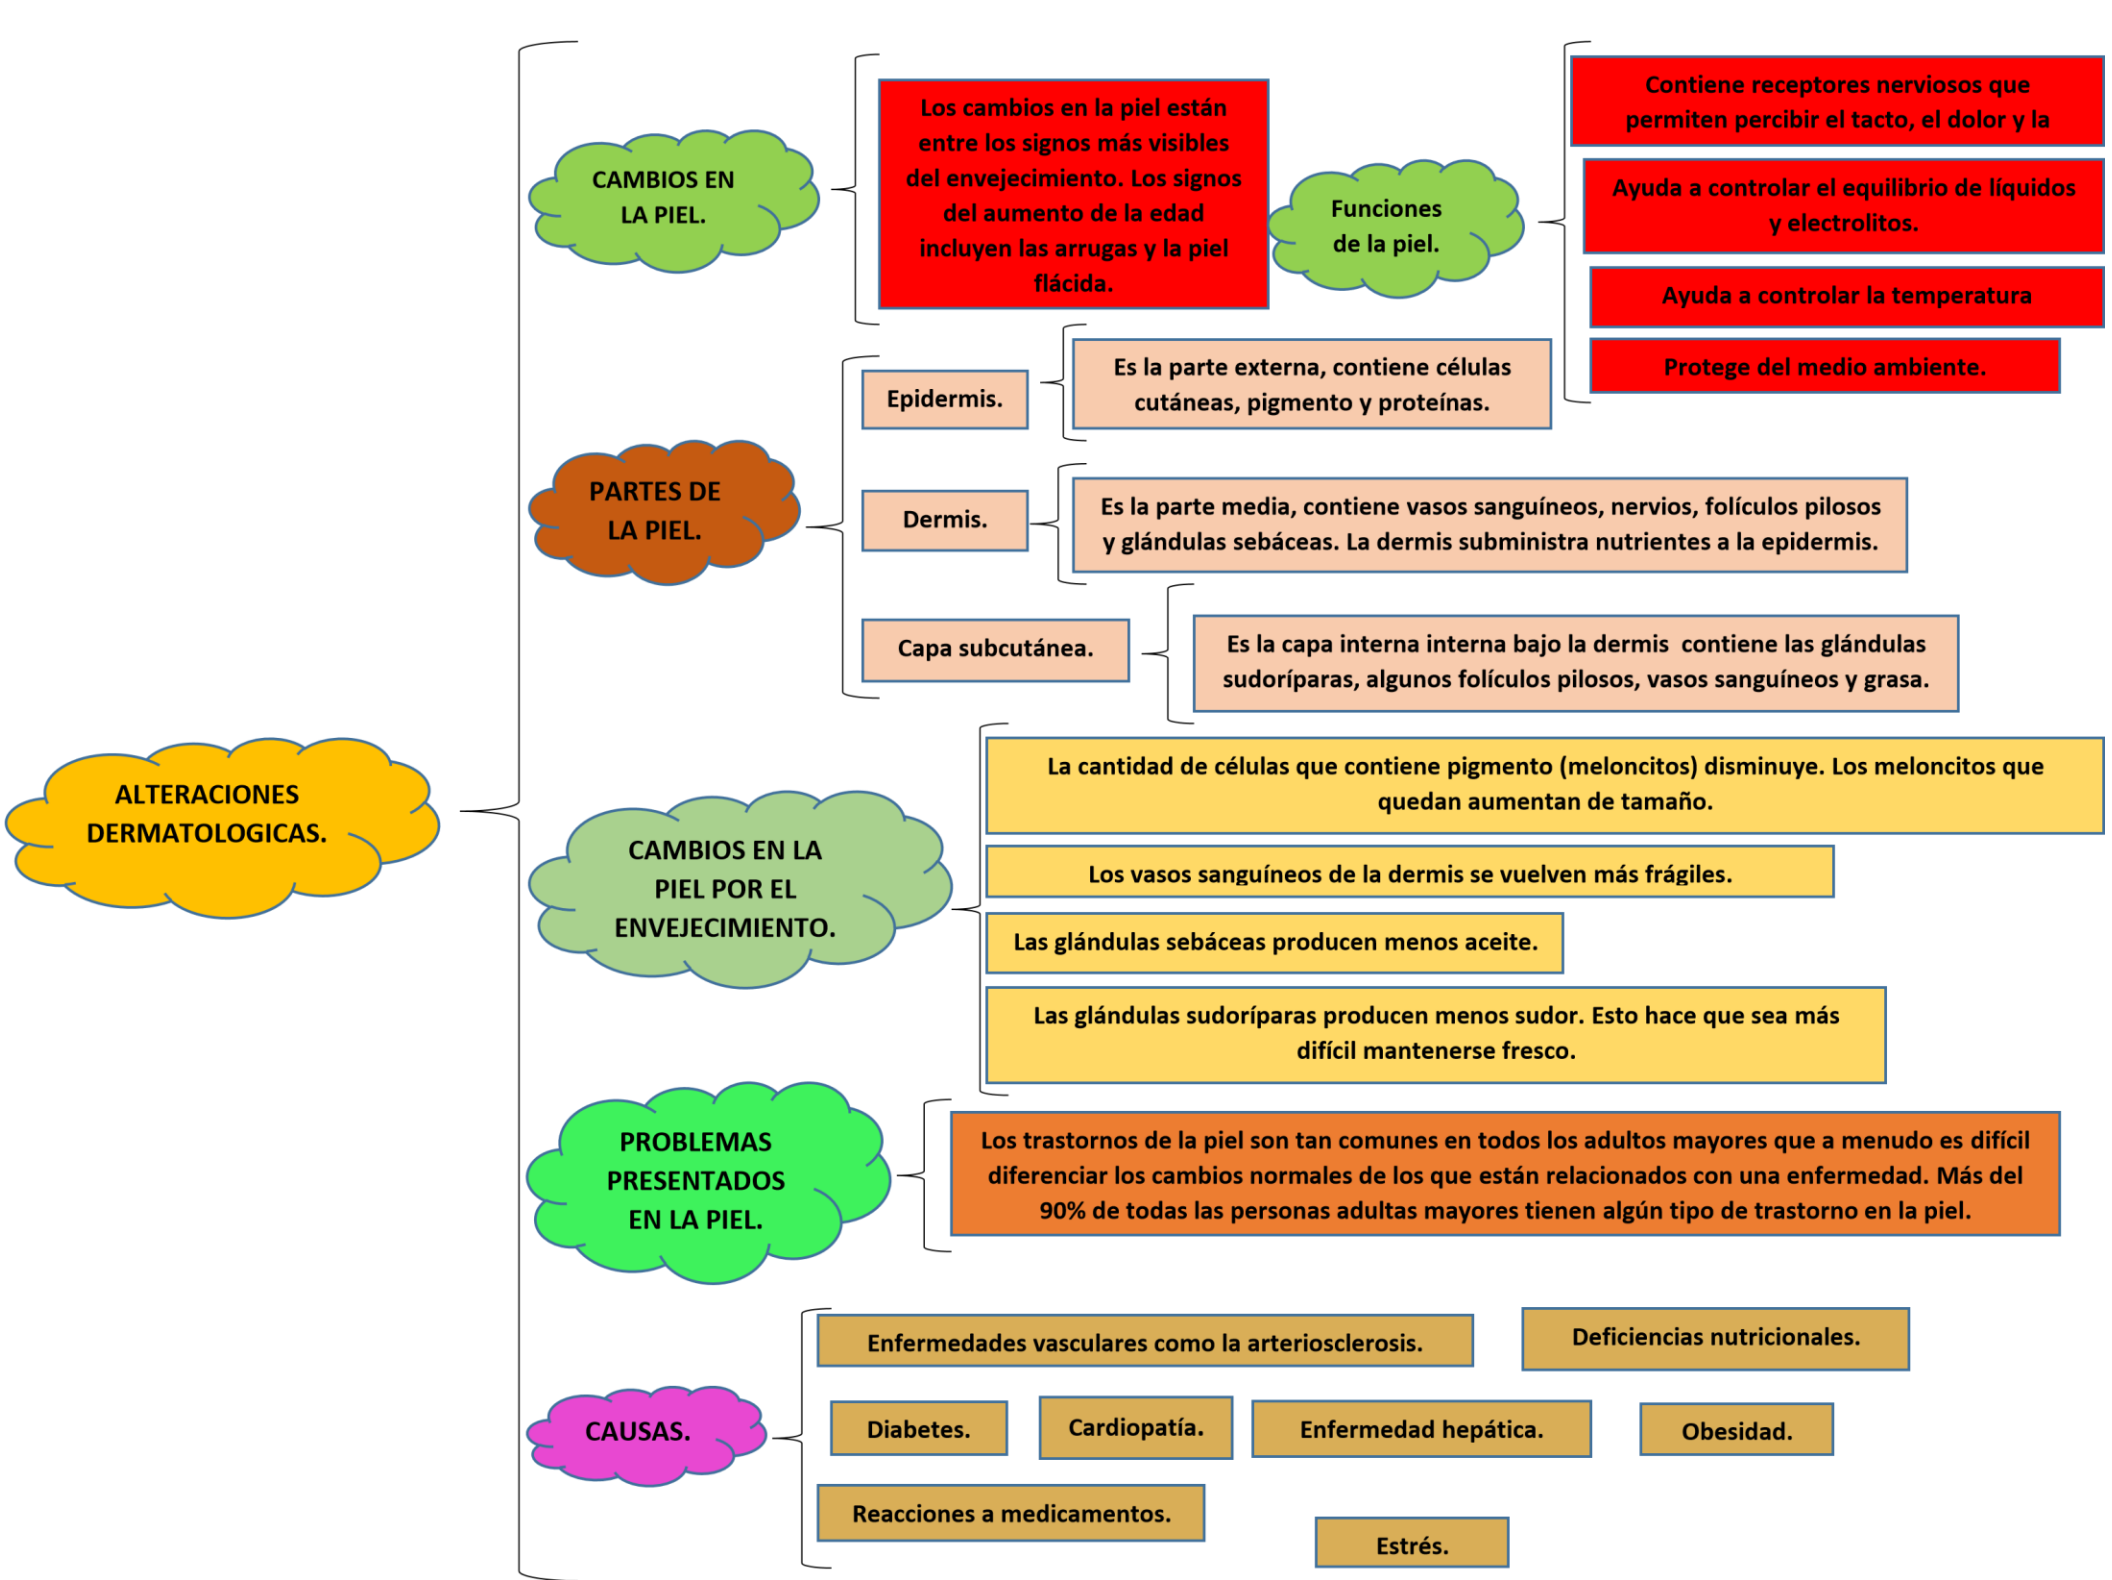 ALTERACIONES
DERMATOLOGICAS.
CAMBIOS EN
LA PIEL.
Los cambios en la piel están
entre los signos más visibles
del envejecimiento. Los signos
del aumento de la edad
incluyen las arrugas y la piel
flácida.
Funciones
de la piel.
Contiene receptores nerviosos que
permiten percibir el tacto, el dolor y la
Ayuda a controlar el equilibrio de líquidos
y electrolitos.
Ayuda a controlar la temperatura
Protege del medio ambiente.
PARTES DE
LA PIEL.
Epidermis.
Es la parte externa, contiene células
cutáneas, pigmento y proteínas.
Dermis.
Es la parte media, contiene vasos sanguíneos, nervios, folículos pilosos
y glándulas sebáceas. La dermis subministra nutrientes a la epidermis.
Capa subcutánea.
Es la capa interna interna bajo la dermis contiene las glándulas
sudoríparas, algunos folículos pilosos, vasos sanguíneos y grasa.
CAMBIOS EN LA
PIEL POR EL
ENVEJECIMIENTO.
La cantidad de células que contiene pigmento (meloncitos) disminuye. Los meloncitos que
quedan aumentan de tamaño.
Los vasos sanguíneos de la dermis se vuelven más frágiles.
Las glándulas sebáceas producen menos aceite.
Las glándulas sudoríparas producen menos sudor. Esto hace que sea más
difícil mantenerse fresco.
PROBLEMAS
PRESENTADOS
EN LA PIEL.
Los trastornos de la piel son tan comunes en todos los adultos mayores que a menudo es difícil
diferenciar los cambios normales de los que están relacionados con una enfermedad. Más del
90% de todas las personas adultas mayores tienen algún tipo de trastorno en la piel.
CAUSAS.
Enfermedades vasculares como la arteriosclerosis.
Deficiencias nutricionales.
Diabetes.
Cardiopatía.
Enfermedad hepática.
Obesidad.
Reacciones a medicamentos.
Estrés.